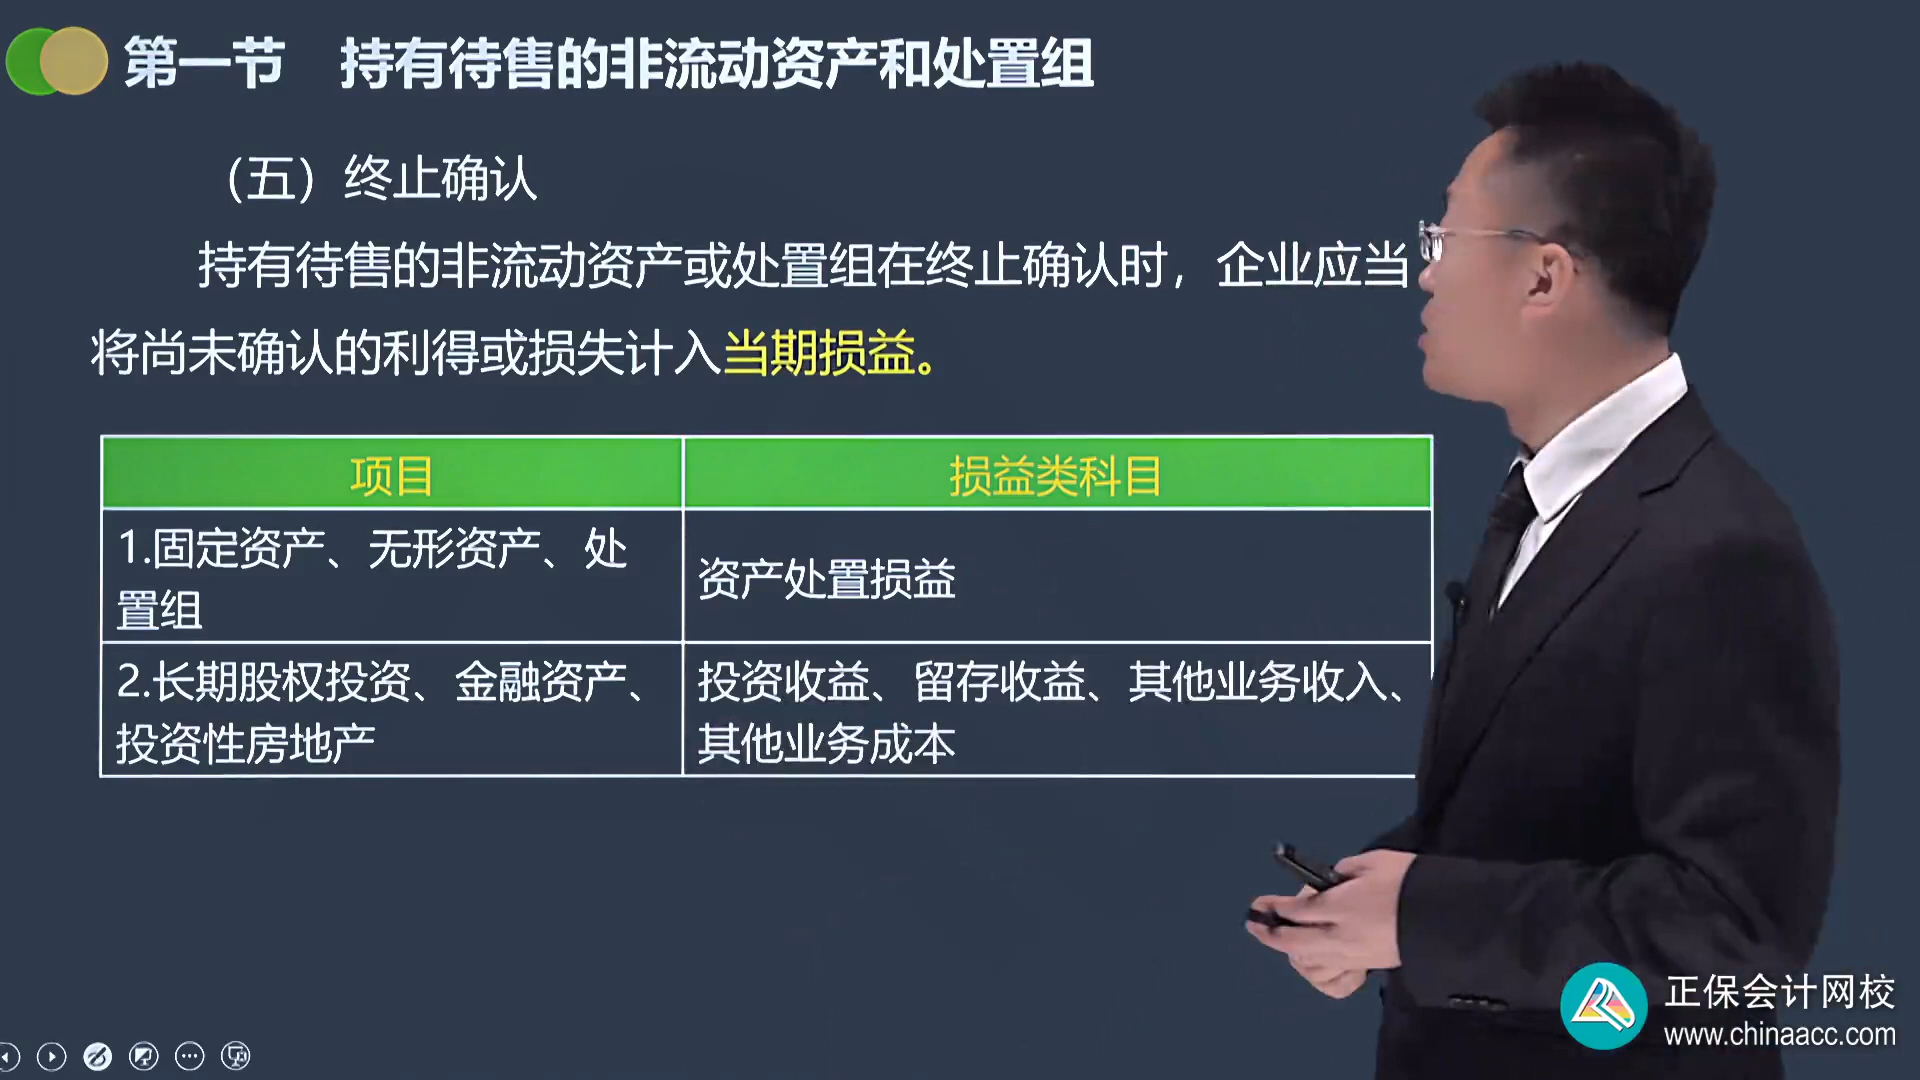 第一节 持有待售的非流动资产和处置组
（五）终止确认
持有待售的非流动资产或处置组在终止确认时，企业应当
将尚未确认的利得或损失计入当期损益。
项目
损益类科目
1.固定资产、无形资产、处
置组
资产处置损益
2.长期股权投资、金融资产、
投资性房地产
投资收益、留存收益、其他业务收入、
其他业务成本
正保会计网校
www.chinaacc.com